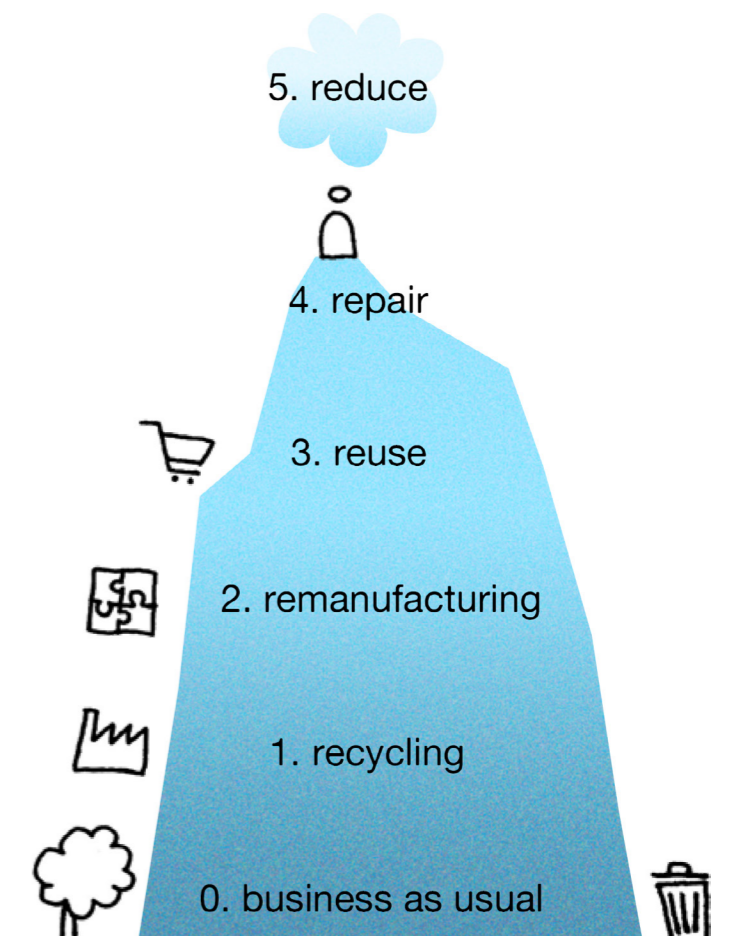 5. reduce
4. repair
3. reuse
2. remanufacturing
1. recycling
0. business as usual